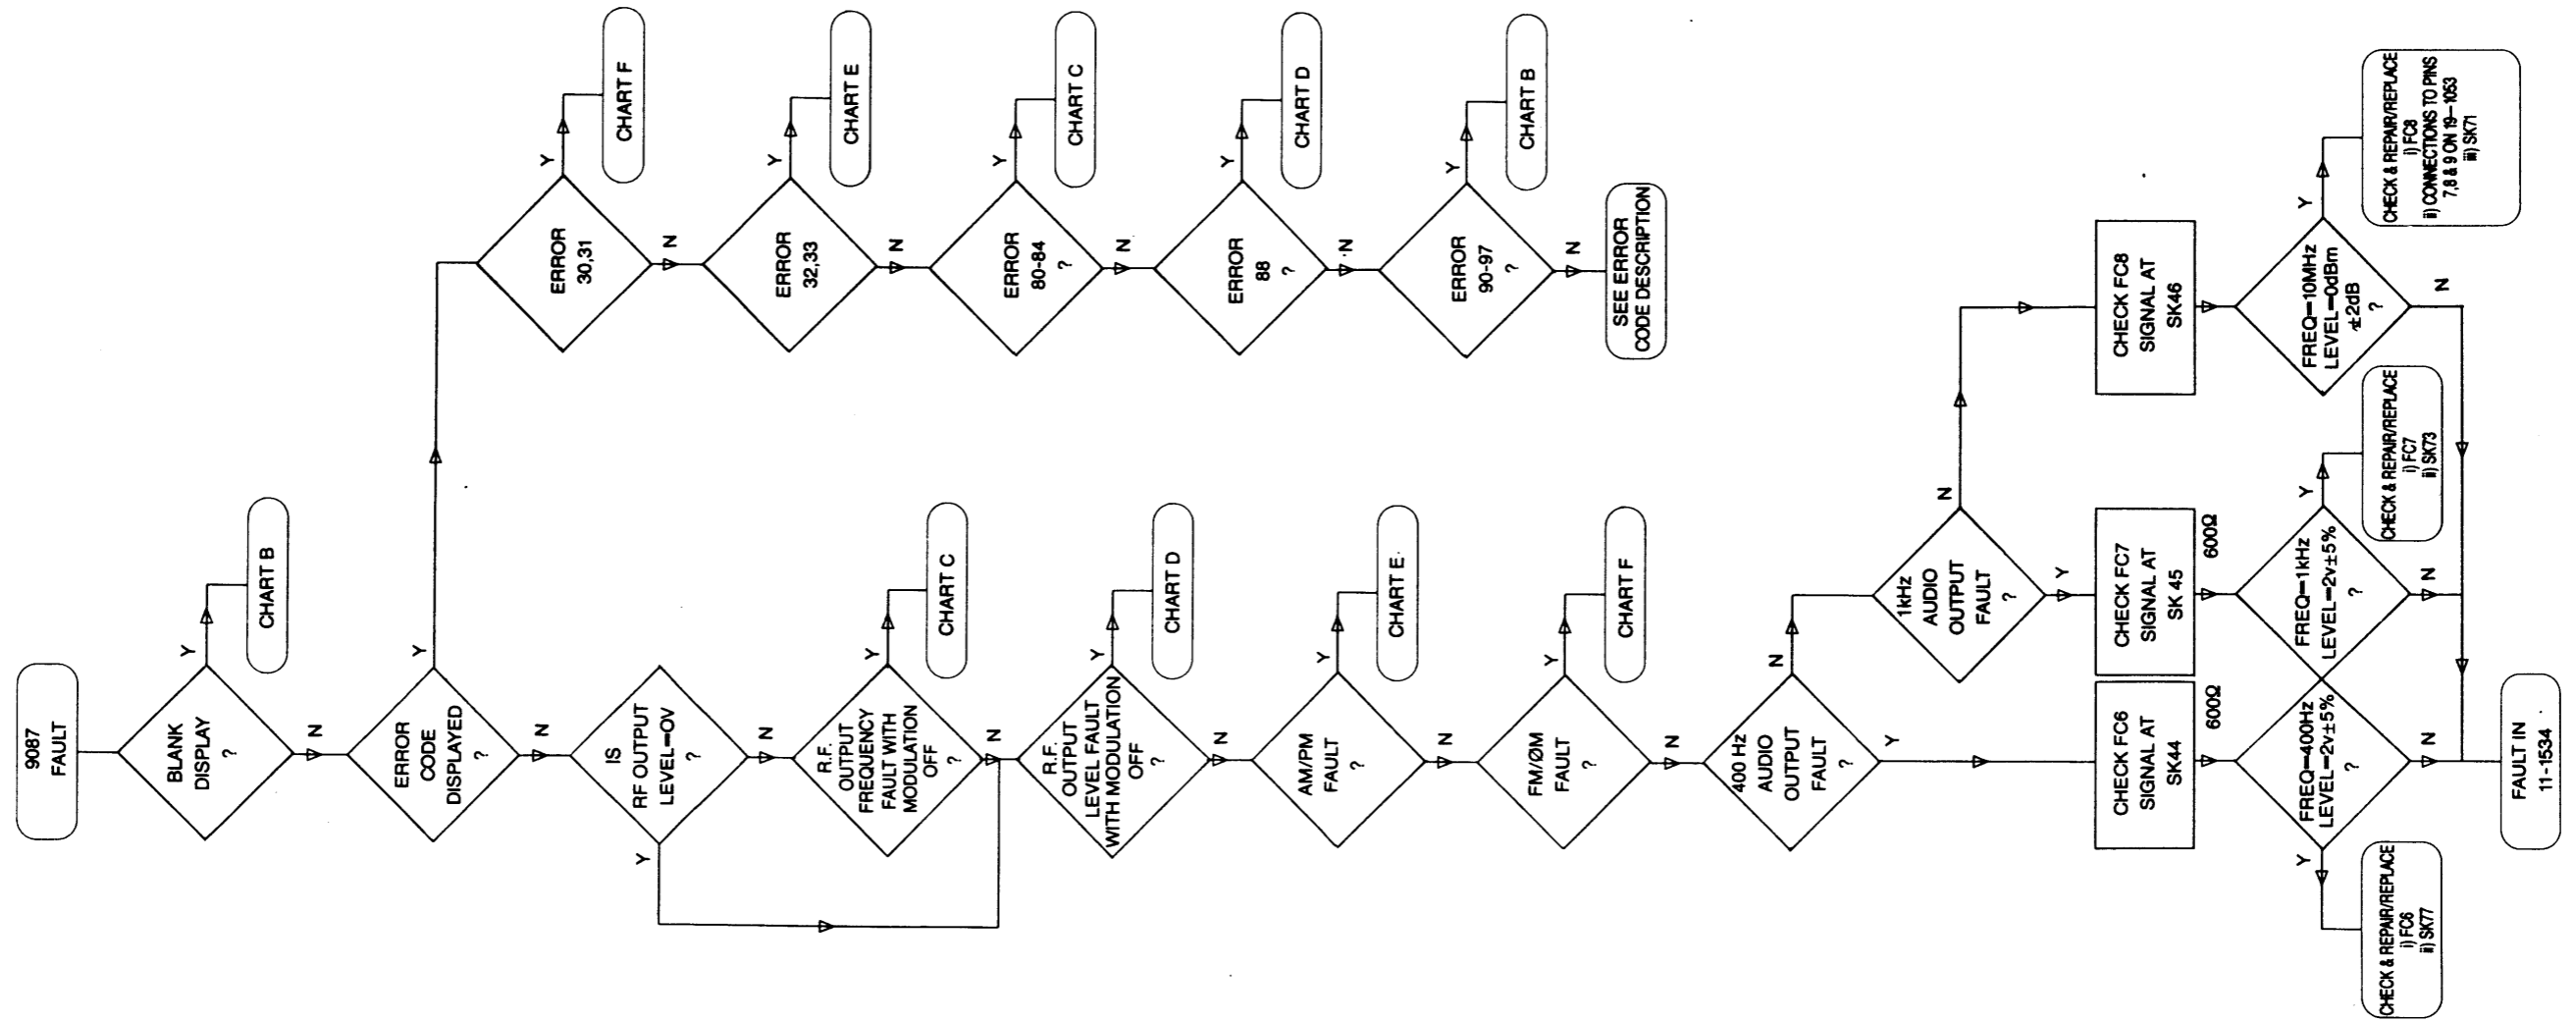 9087
FAULT
BLANK
DISPLAY
?
Y
CHART B
N
ERROR
CODE
DISPLAYED
?
Y
N
IS
RF OUTPUT
LEVEL=OV
?
Y
N
R.F.
OUTPUT
FREQUENCY
FAULT WITH
MODULATION
OFF
?
Y
CHART C
N
R.F.
OUTPUT
LEVEL FAULT
WITH MODULATION
OFF
?
Y
CHART D
N
AM/PM
FAULT
?
Y
CHART E
N
FM/ØM
FAULT
?
Y
CHART F
N
400 Hz
AUDIO
OUTPUT
FAULT
?
N
Y
1kHz
AUDIO
OUTPUT
FAULT
?
N
Y
ERROR
30,31
Y
CHART F
N
ERROR
32,33
Y
CHART E
N
ERROR
80-84
?
Y
CHART C
N
ERROR
88
?
Y
CHART D
N
ERROR
90-97
?
Y
CHART B
N
SEE ERROR
CODE DESCRIPTION
CHECK FC6
SIGNAL AT
SK44
600Ω
FREQ=400Hz
LEVEL=2v±5%
?
Y
CHECK & REPAIR/REPLACE
i) FC6
ii) SK77
N
CHECK FC7
SIGNAL AT
SK 45
600Ω
FREQ=1kHz
LEVEL=2v±5%
?
Y
CHECK & REPAIR/REPLACE
i) FC7
ii) SK73
N
CHECK FC8
SIGNAL AT
SK46
FREQ=10MHz
LEVEL=0dBm
±2dB
?
Y
CHECK & REPAIR/REPLACE
i) FC8
ii) CONNECTIONS TO PINS
7,8 & 9 ON 19-1053
iii) SK71
N
FAULT IN
11-1534